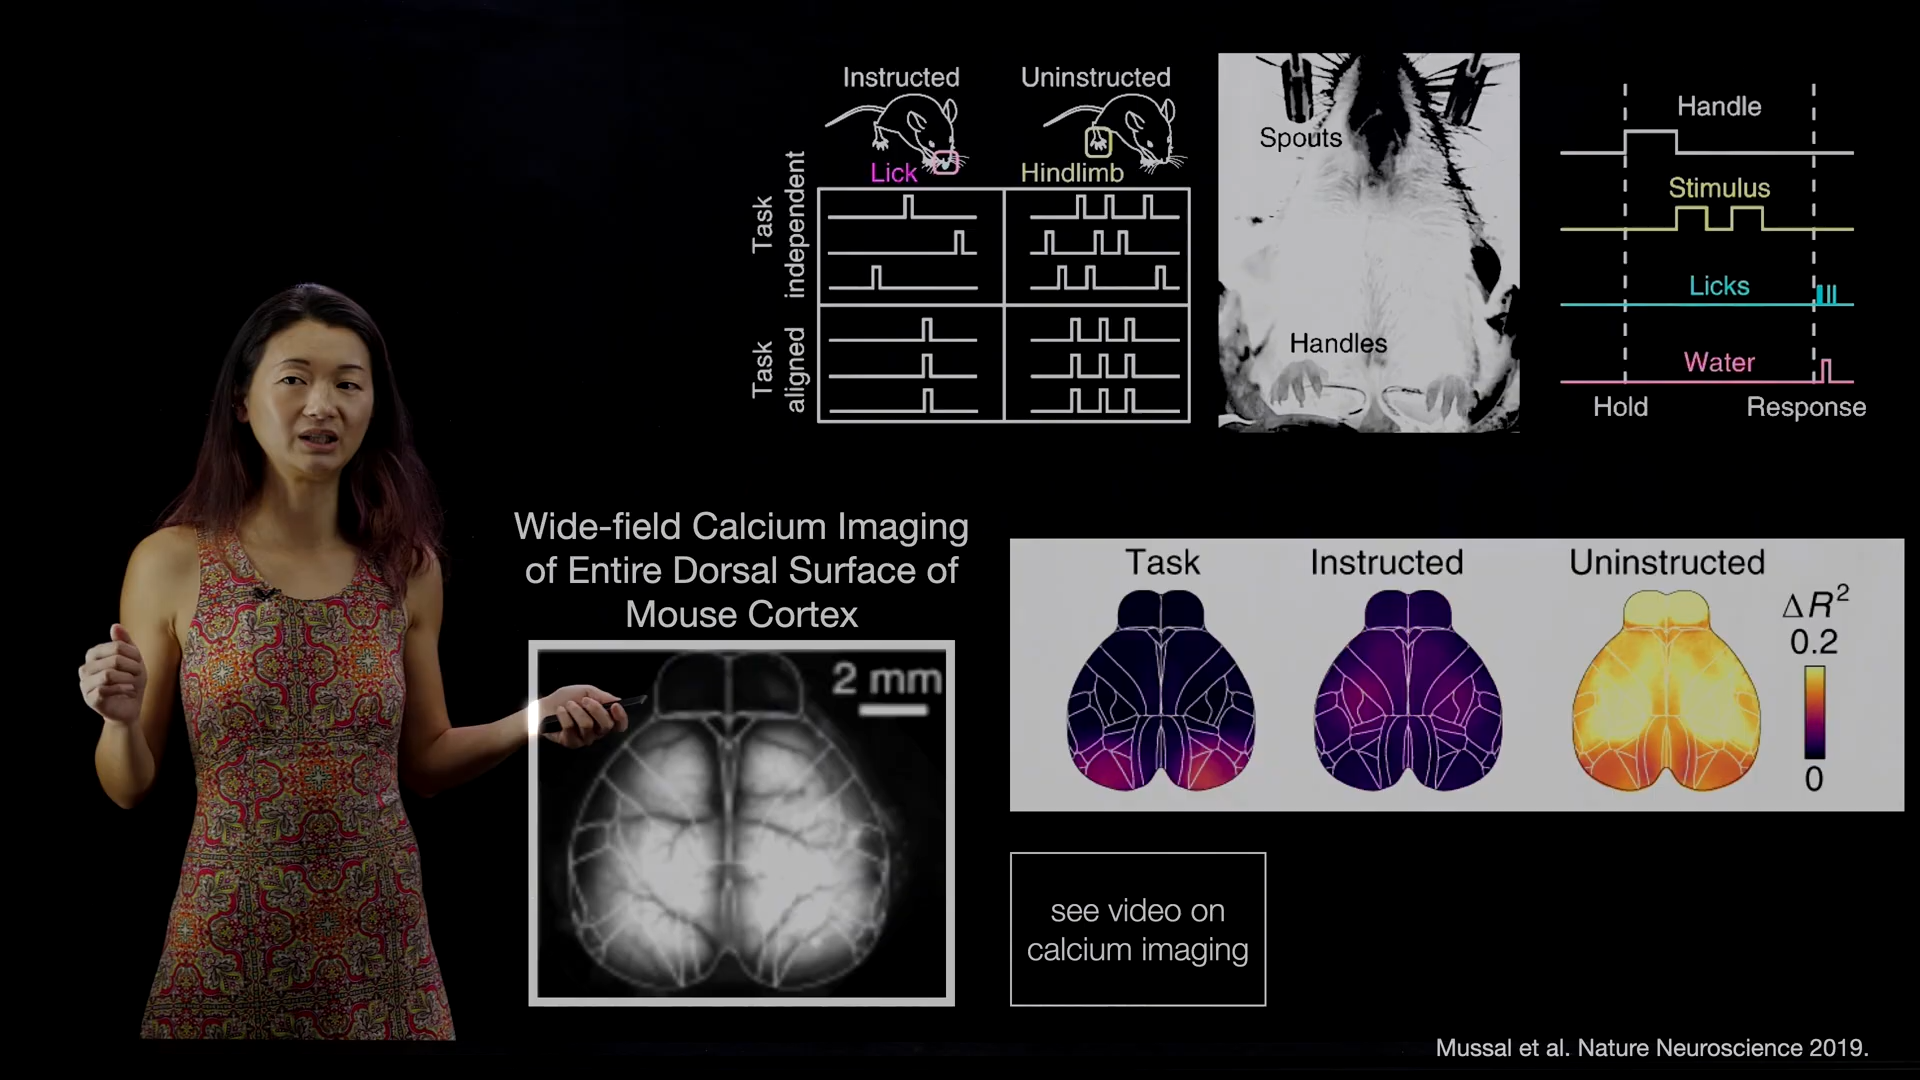 Instructed
Uninstructed
Lick
Hindlimb
Task
independent
Task
aligned
Spouts
Handles
Handle
Stimulus
Licks
Water
Hold
Response
Wide-field Calcium Imaging
of Entire Dorsal Surface of
Mouse Cortex
2 mm
Task
Instructed
Uninstructed
ΔR²
0.2
0
see video on
calcium imaging
Mussal et al. Nature Neuroscience 2019.